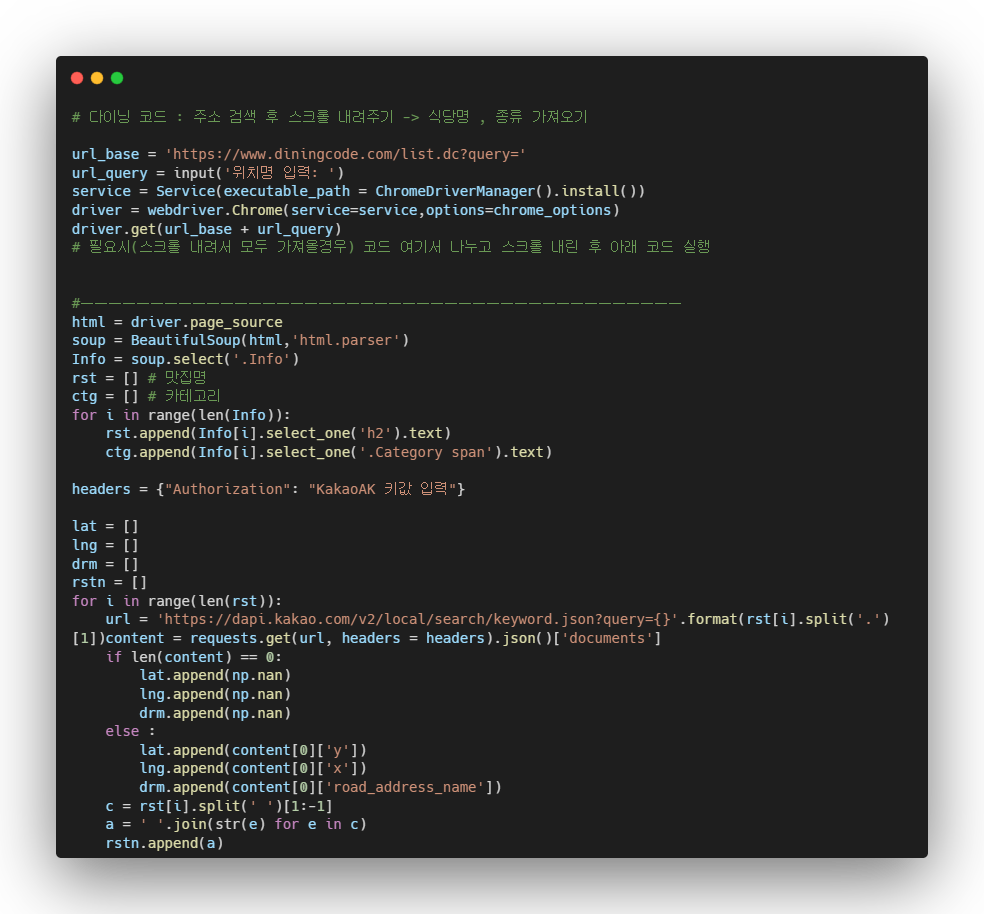 # 다이닝 코드 : 주소 검색 후 스크롤 내려주기 -> 식당명 , 종류 가져오기
url_base = 'https://www.diningcode.com/list.dc?query='
url_query = input('위치명 입력: ')
service = Service(executable_path = ChromeDriverManager().install())
driver = webdriver.Chrome(service=service,options=chrome_options)
driver.get(url_base + url_query)
# 필요시(스크롤 내려서 모두 가져올경우) 코드 여기서 나누고 스크롤 내린 후 아래 코드 실행
#———————————————————————————————————————————
html = driver.page_source
soup = BeautifulSoup(html,'html.parser')
Info = soup.select('.Info')
rst = [] # 맛집명
ctg = [] # 카테고리
for i in range(len(Info)):
    rst.append(Info[i].select_one('h2').text)
    ctg.append(Info[i].select_one('.Category span').text)
headers = {"Authorization": "KakaoAK 키값 입력"}
lat = []
lng = []
drm = []
rstn = []
for i in range(len(rst)):
    url = 'https://dapi.kakao.com/v2/local/search/keyword.json?query={}'.format(rst[i].split('.')
[1])content = requests.get(url, headers = headers).json()['documents']
    if len(content) == 0:
        lat.append(np.nan)
        lng.append(np.nan)
        drm.append(np.nan)
    else :
        lat.append(content[0]['y'])
        lng.append(content[0]['x'])
        drm.append(content[0]['road_address_name'])
    c = rst[i].split(' ')[1:-1]
    a = ' '.join(str(e) for e in c)
    rstn.append(a)